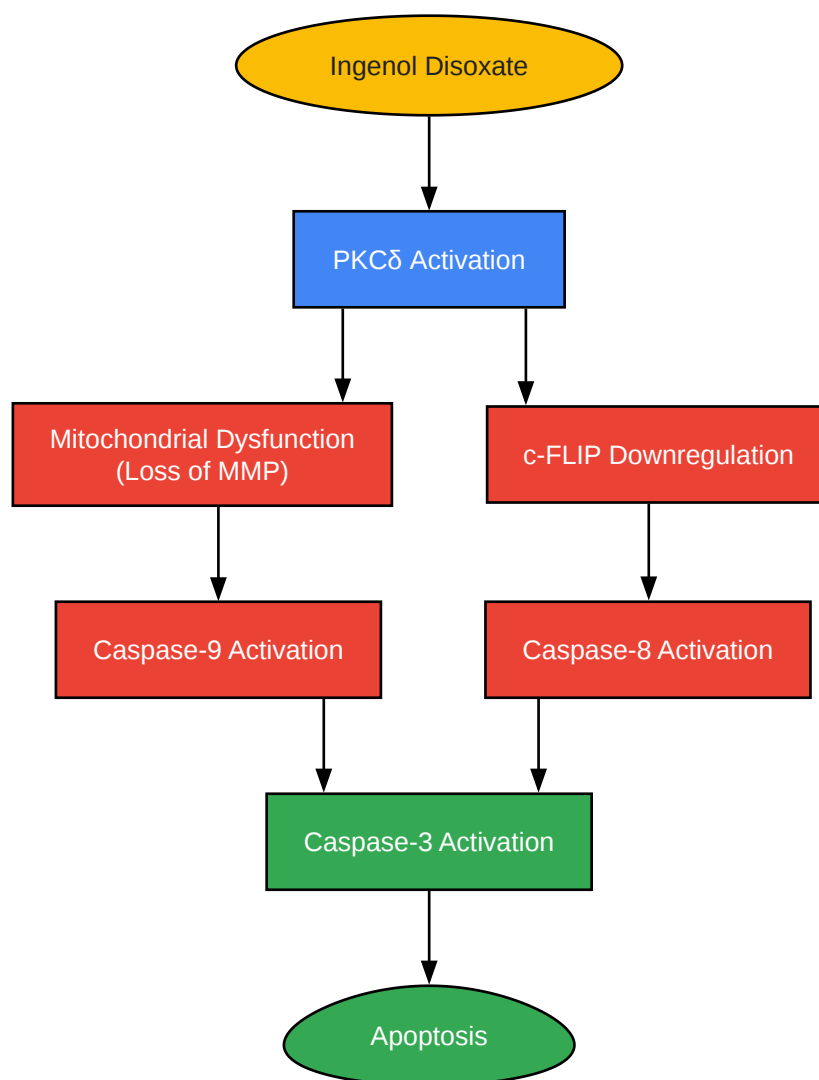 Ingenol Disoxate
PKCδ Activation
Mitochondrial Dysfunction
(Loss of MMP)
c-FLIP Downregulation
Caspase-9 Activation
Caspase-8 Activation
Caspase-3 Activation
Apoptosis